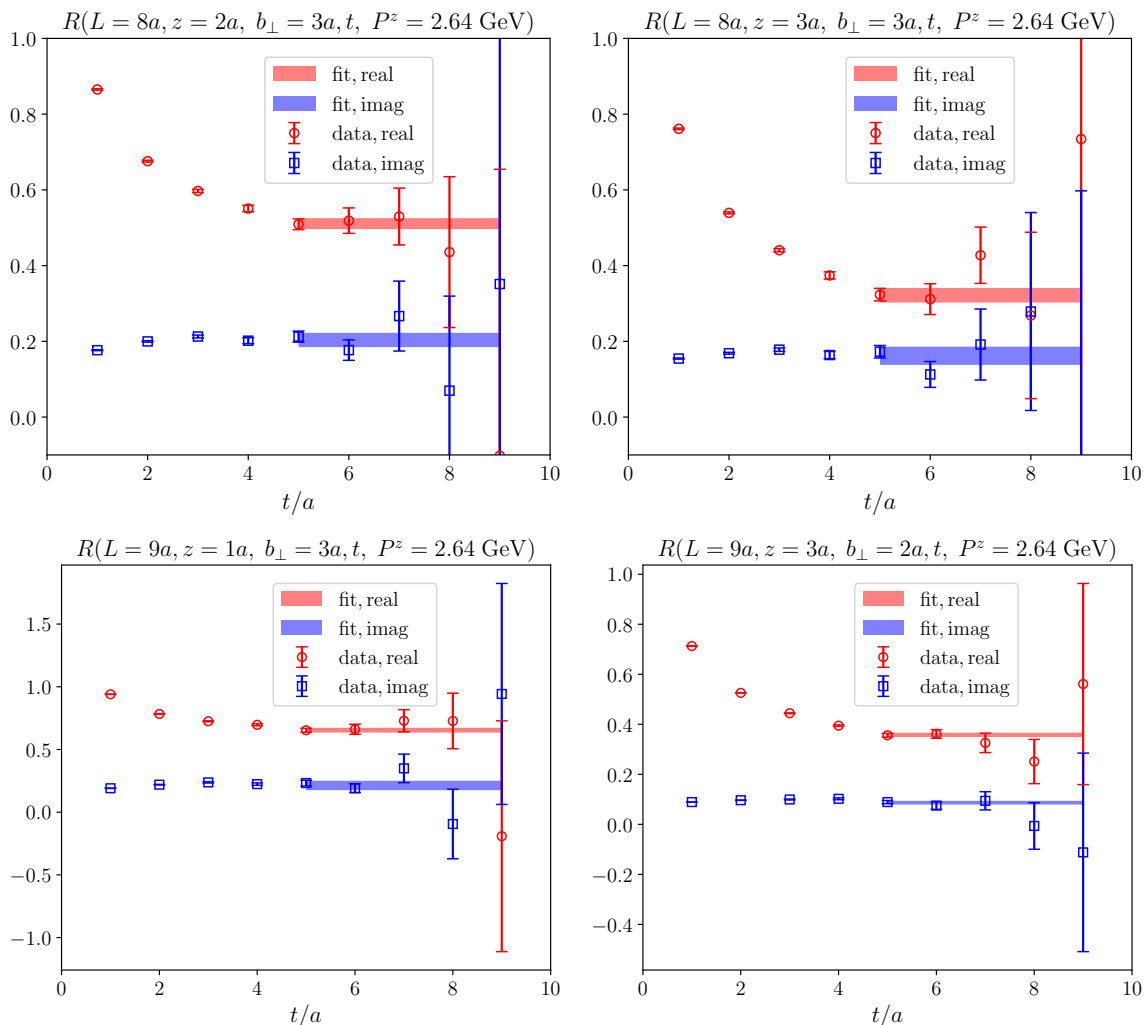 R(L = 8a, z = 2a, b⊥ = 3a, t, P^z = 2.64 GeV)
1.0
0.8
0.6
0.4
0.2
0.0
fit, real
fit, imag
data, real
data, imag
0 2 4 6 8 10
t/a
R(L = 8a, z = 3a, b⊥ = 3a, t, P^z = 2.64 GeV)
1.0
0.8
0.6
0.4
0.2
0.0
fit, real
fit, imag
data, real
data, imag
0 2 4 6 8 10
t/a
R(L = 9a, z = 1a, b⊥ = 3a, t, P^z = 2.64 GeV)
1.5
1.0
0.5
0.0
−0.5
−1.0
fit, real
fit, imag
data, real
data, imag
0 2 4 6 8 10
t/a
R(L = 9a, z = 3a, b⊥ = 2a, t, P^z = 2.64 GeV)
1.0
0.8
0.6
0.4
0.2
0.0
−0.2
−0.4
fit, real
fit, imag
data, real
data, imag
0 2 4 6 8 10
t/a